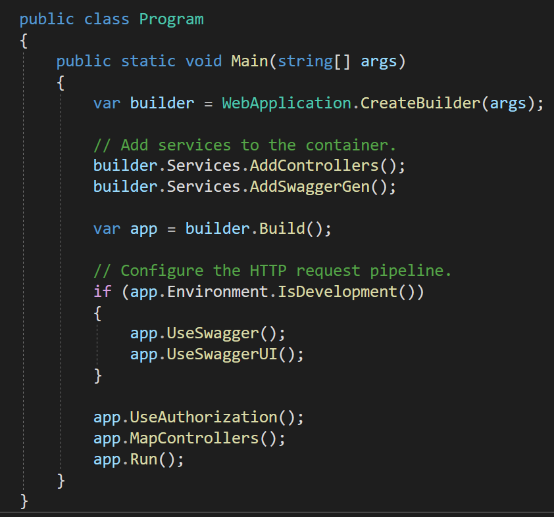 public class Program
{
    public static void Main(string[] args)
    {
        var builder = WebApplication.CreateBuilder(args);

        // Add services to the container.
        builder.Services.AddControllers();
        builder.Services.AddSwaggerGen();

        var app = builder.Build();

        // Configure the HTTP request pipeline.
        if (app.Environment.IsDevelopment())
        {
            app.UseSwagger();
            app.UseSwaggerUI();
        }

        app.UseAuthorization();
        app.MapControllers();
        app.Run();
    }
}